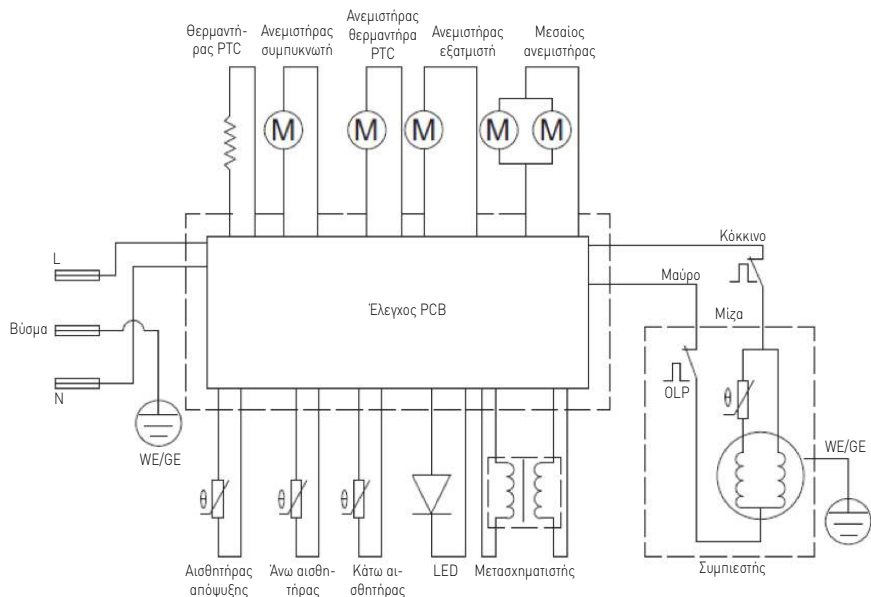 Θερμαντή-
ρας PTC
Ανεμιστήρας
συμπυκνωτή
Ανεμιστήρας
θερμαντήρα
PTC
Ανεμιστήρας
εξατμιστή
Μεσαίος
ανεμιστήρας
M
M
M
M
M
L
Βύσμα
N
WE/GE
Έλεγχος PCB
Κόκκινο
Μαύρο
Μίζα
OLP
θ
WE/GE
Συμπιεστής
θ
θ
θ
Αισθητήρας
απόψυξης
Άνω αισθη-
τήρας
Κάτω αι-
σθητήρας
LED
Μετασχηματιστής